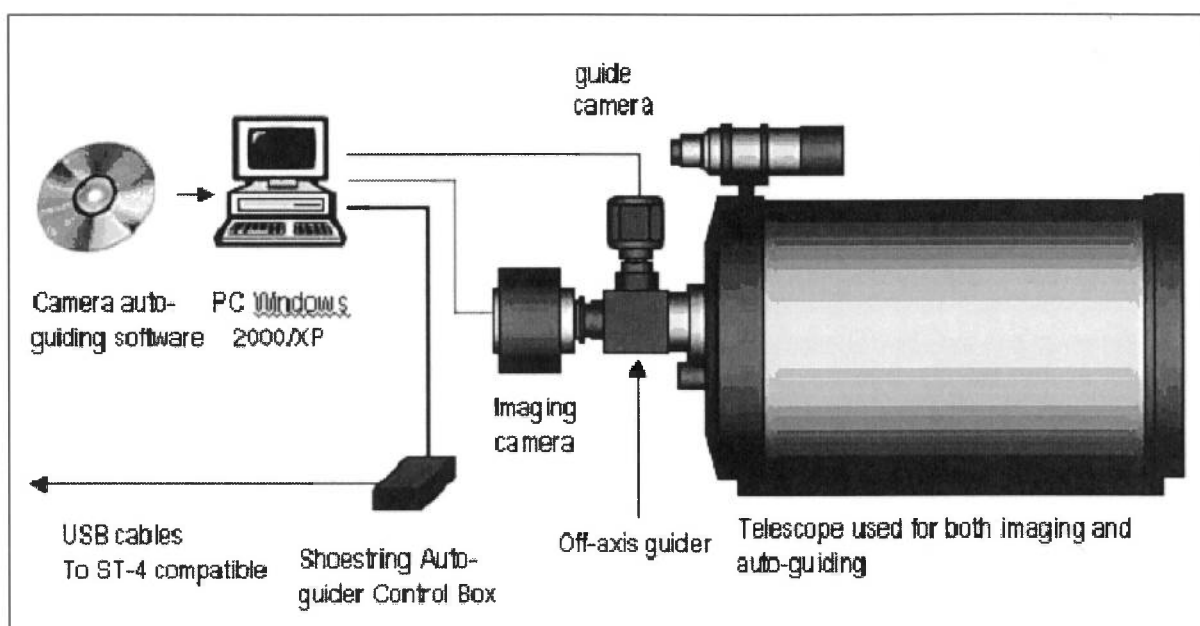 guide
camera
Camera auto-
guiding software
PC Windows
2000/XP
Imaging
camera
USB cables
To ST-4 compatible
Shoestring Auto-
guider Control Box
Off-axis guider
Telescope used for both imaging and
auto-guiding